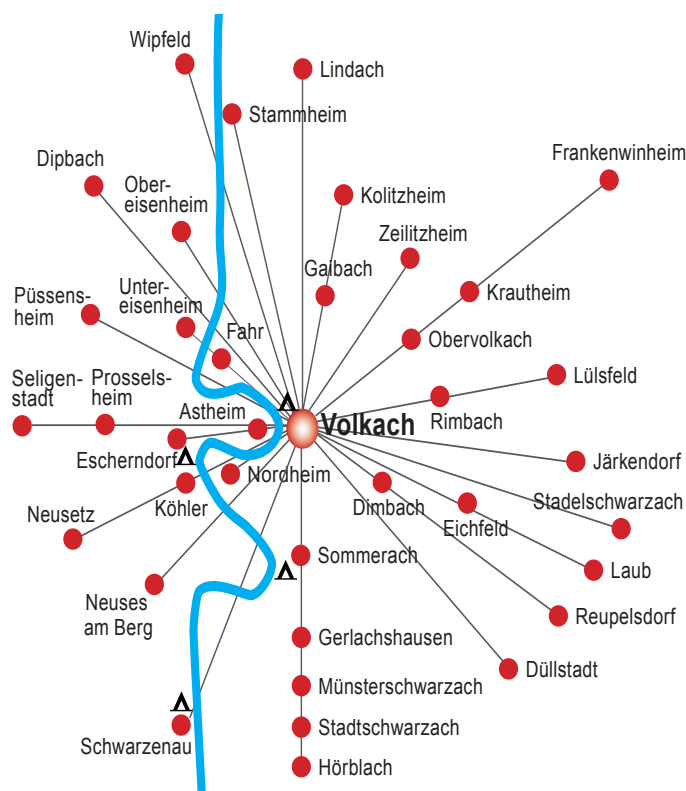 Wipfeld
Lindach
Stammheim
Frankenwinheim
Dipbach
Ober-
eisenheim
Kolitzheim
Zeilitzheim
Gaibach
Unter-
eisenheim
Püssens-
heim
Krautheim
Fahr
Obervolkach
Seligen-
stadt
Prossels-
heim
Lülsfeld
Astheim
Rimbach
Volkach
Escherndorf
Järkendorf
Nordheim
Köhler
Dimbach
Stadelschwarzach
Neusetz
Eichfeld
Sommerach
Laub
Neuses
am Berg
Reupelsdorf
Gerlachshausen
Düllstadt
Münsterschwarzach
Stadtschwarzach
Schwarzenau
Hörblach